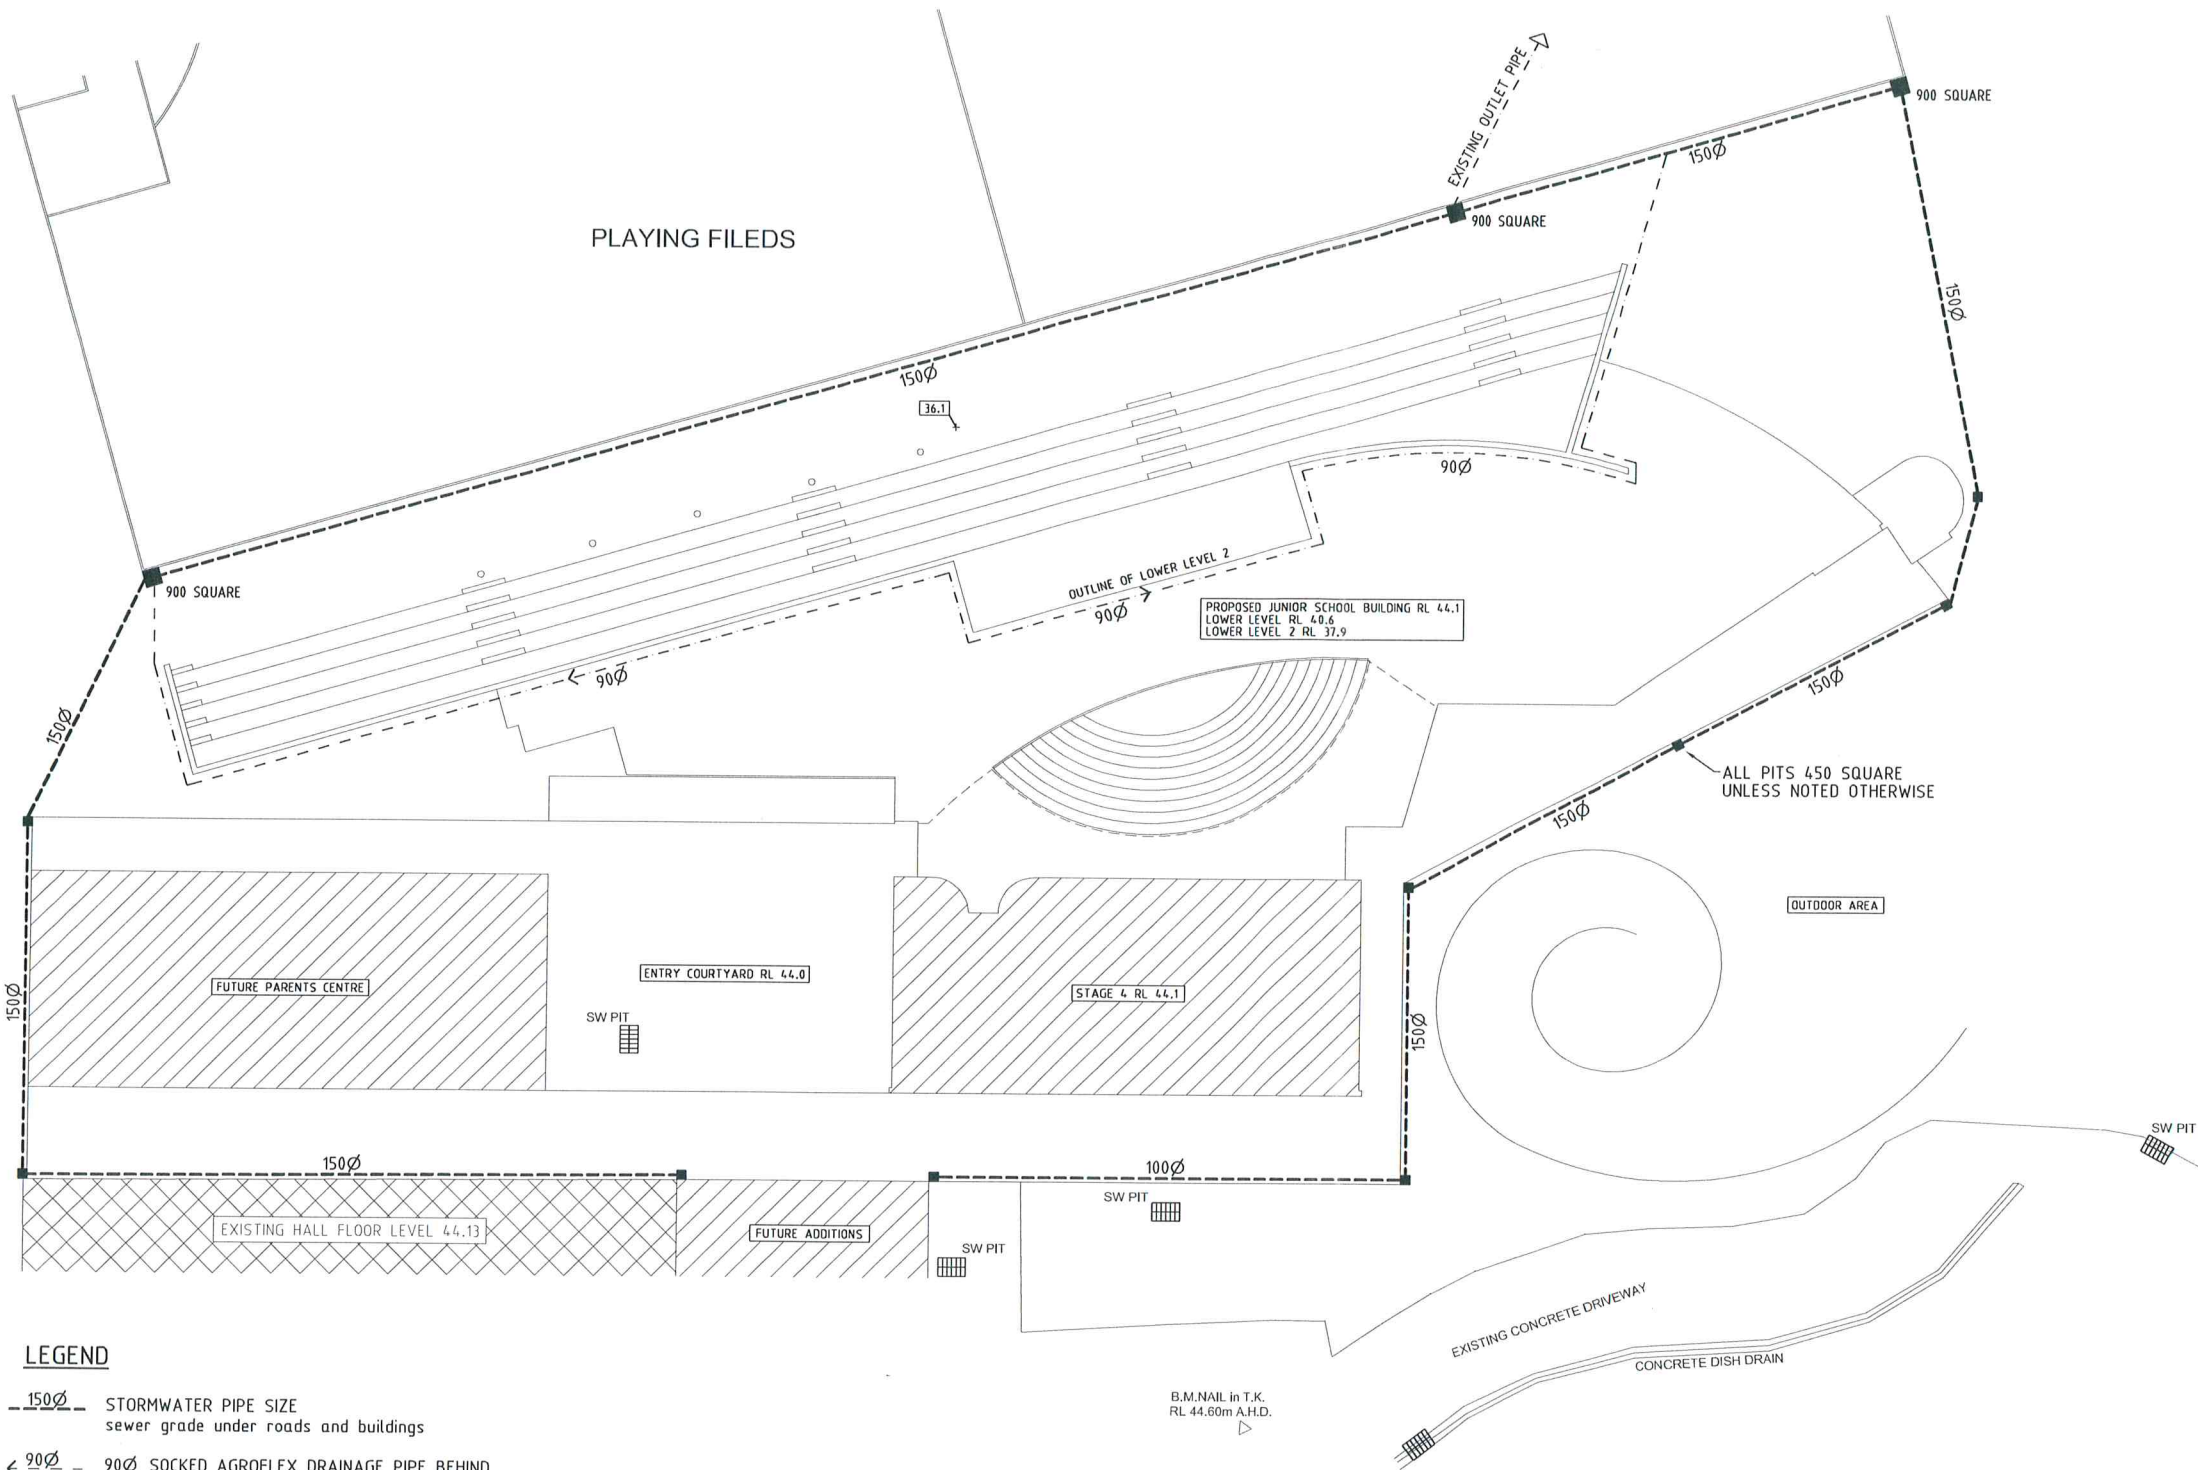 EXISTING OUTLET PIPE
900 SQUARE
150Ø
900 SQUARE
PLAYING FILEDS
150Ø
150Ø
36.1
90Ø
OUTLINE OF LOWER LEVEL 2
90Ø
900 SQUARE
PROPOSED JUNIOR SCHOOL BUILDING RL 44.1
LOWER LEVEL RL 40.6
LOWER LEVEL 2 RL 37.9
90Ø
150Ø
150Ø
ALL PITS 450 SQUARE
UNLESS NOTED OTHERWISE
150Ø
OUTDOOR AREA
FUTURE PARENTS CENTRE
ENTRY COURTYARD RL 44.0
STAGE 4 RL 44.1
150Ø
SW PIT
150Ø
SW PIT
150Ø
100Ø
SW PIT
EXISTING HALL FLOOR LEVEL 44.13
FUTURE ADDITIONS
SW PIT
EXISTING CONCRETE DRIVEWAY
CONCRETE DISH DRAIN
B.M.NAIL in T.K.
RL 44.60m A.H.D.
LEGEND
150Ø STORMWATER PIPE SIZE
sewer grade under roads and buildings
90Ø 90Ø SOCKED AGROFLEX DRAINAGE PIPE BEHIND